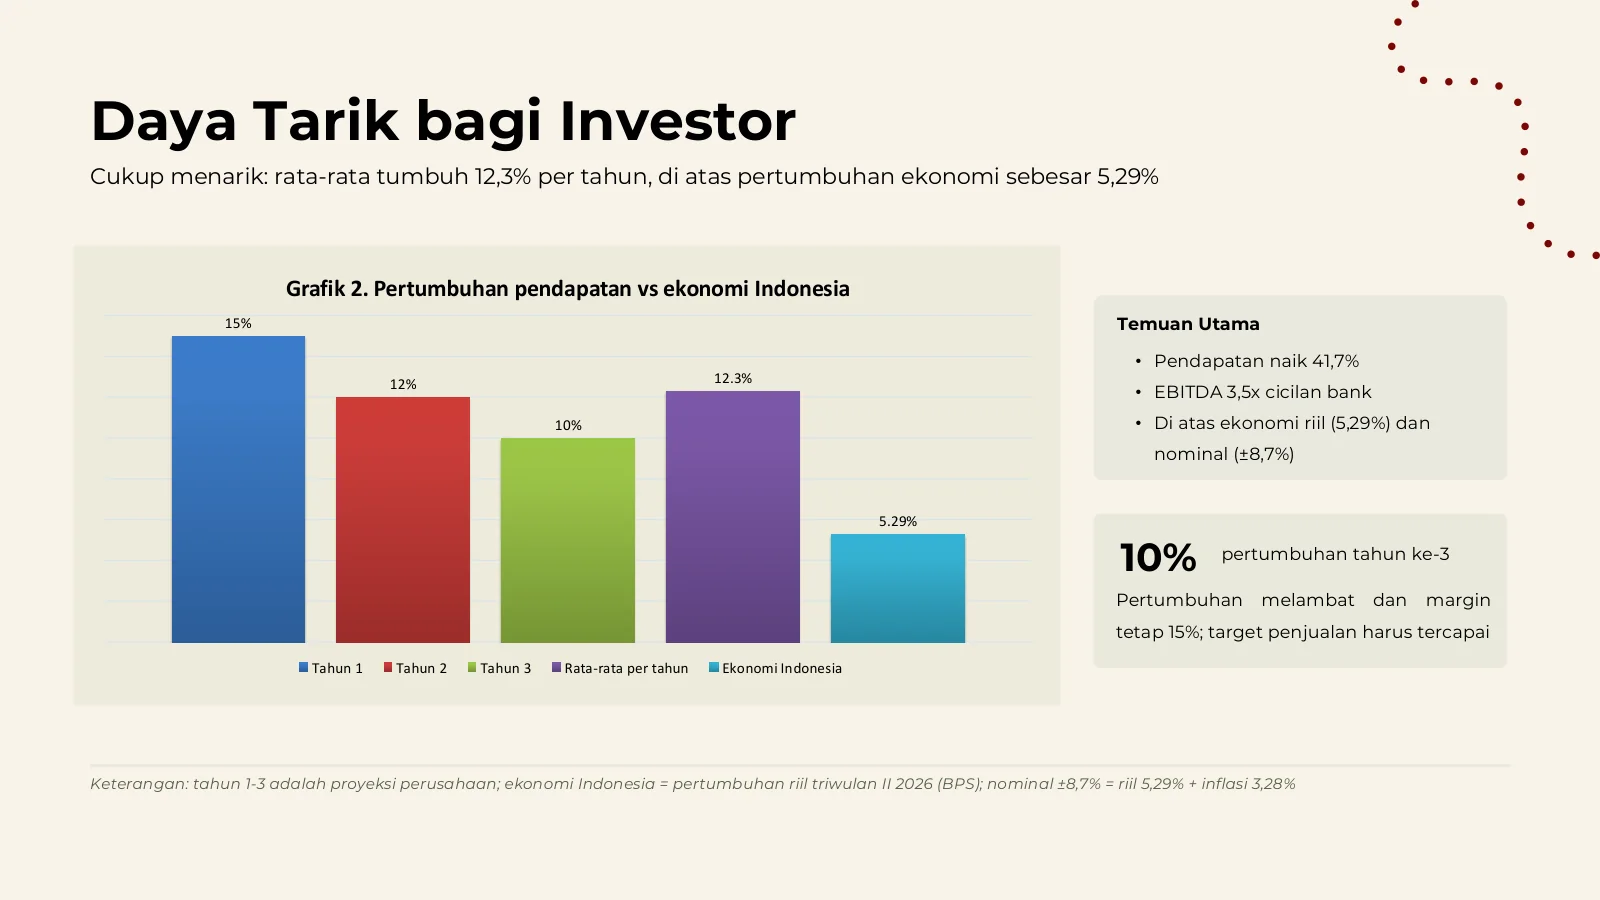 Daya Tarik bagi Investor
Cukup menarik: rata-rata tumbuh 12,3% per tahun, di atas pertumbuhan ekonomi sebesar 5,29%
Grafik 2. Pertumbuhan pendapatan vs ekonomi Indonesia
15%
12%
10%
12.3%
5.29%
Tahun 1 Tahun 2 Tahun 3 Rata-rata per tahun Ekonomi Indonesia
Temuan Utama
• Pendapatan naik 41,7%
• EBITDA 3,5x cicilan bank
• Di atas ekonomi riil (5,29%) dan
nominal (±8,7%)
10% pertumbuhan tahun ke-3
Pertumbuhan melambat dan margin
tetap 15%; target penjualan harus tercapai
Keterangan: tahun 1-3 adalah proyeksi perusahaan; ekonomi Indonesia = pertumbuhan riil triwulan II 2026 (BPS); nominal ±8,7% = riil 5,29% + inflasi 3,28%